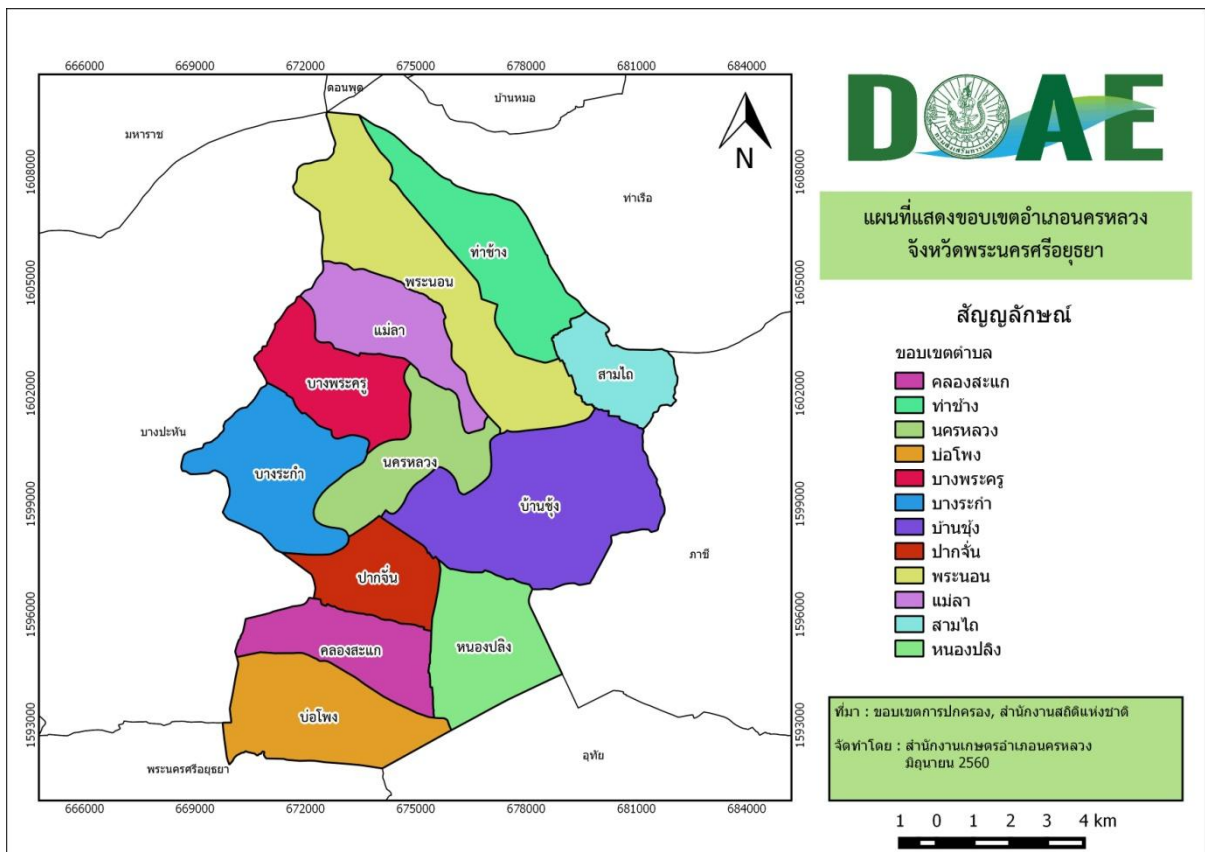 666000 669000 672000 675000 678000 681000 684000
ดอนพุด
บ้านหมอ
มหาราช
N
ท่าเรือ
1608000
1608000
ท่าช้าง
พระนอน
1605000
1605000
แม่ลา
สามไถ
บางพระครู
1602000
1602000
บางปะหัน
นครหลวง
บางระกำ
บ้านชุ้ง
1599000
1599000
ภาชี
ปากจั่น
1596000
1596000
คลองสะแก
หนองปลิง
บ่อโพง
1593000
1593000
พระนครศรีอยุธยา
อุทัย
666000 669000 672000 675000 678000 681000 684000
DOAE
แผนที่แสดงขอบเขตอำเภอนครหลวง
จังหวัดพระนครศรีอยุธยา
สัญญลักษณ์
ขอบเขตตำบล
คลองสะแก
ท่าช้าง
นครหลวง
บ่อโพง
บางพระครู
บางระกำ
บ้านชุ้ง
ปากจั่น
พระนอน
แม่ลา
สามไถ
หนองปลิง
ที่มา : ขอบเขตการปกครอง, สำนักงานสถิติแห่งชาติ
จัดทำโดย : สำนักงานเกษตรอำเภอนครหลวง
มิถุนายน 2560
1 0 1 2 3 4 km